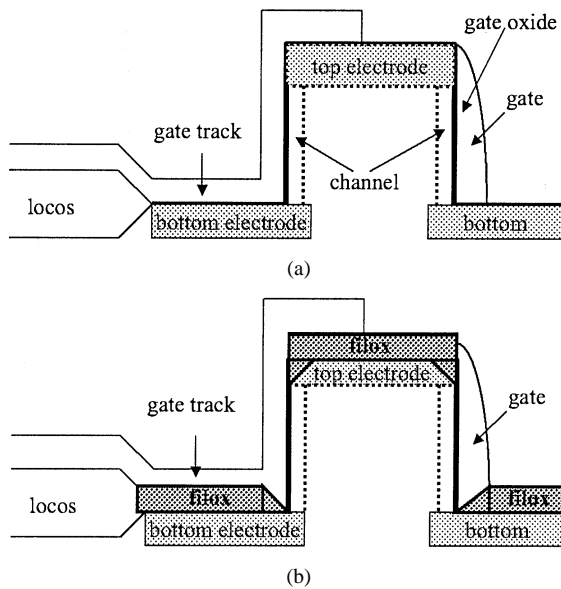 gate oxide
top electrode
gate
gate track
channel
locos
bottom electrode
bottom
(a)
filox
top electrode
gate track
gate
filox
filox
locos
bottom electrode
bottom
(b)